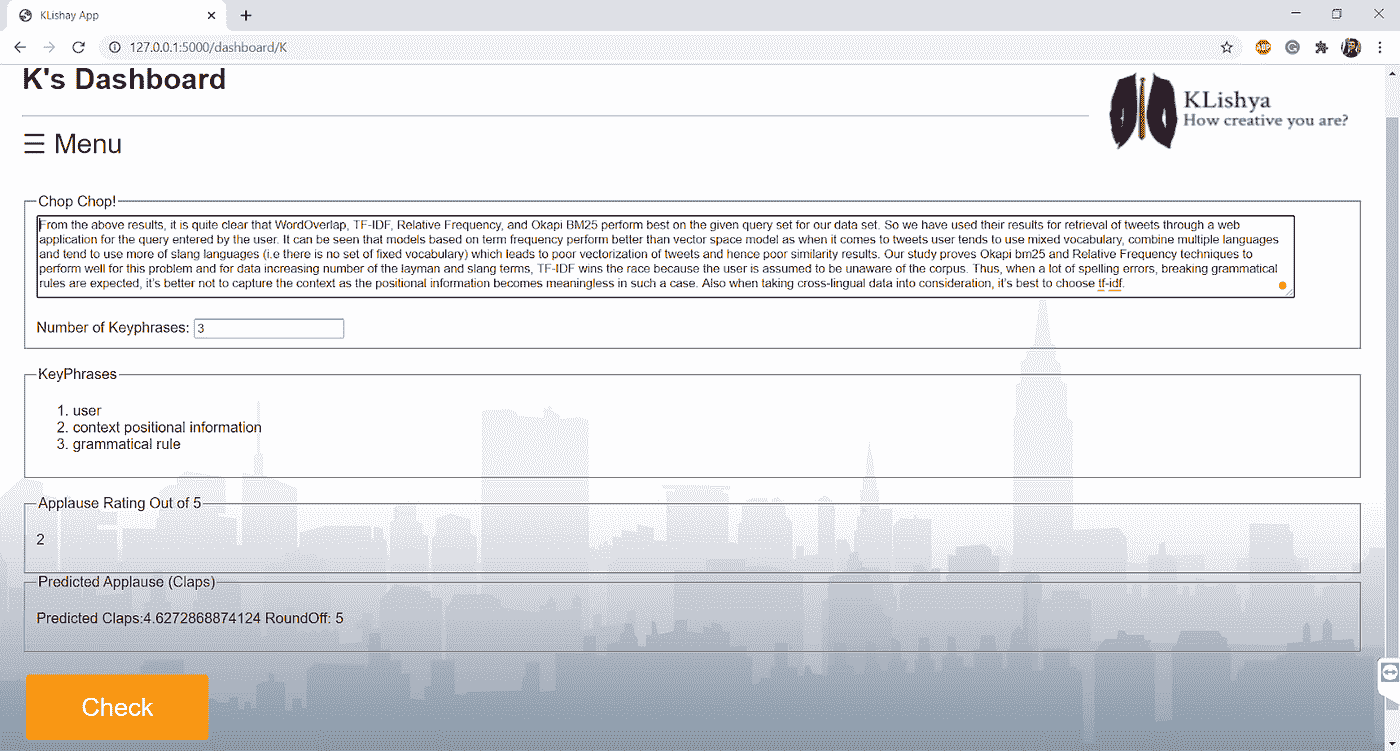 KLishay App
127.0.0.1:5000/dashboard/K
K's Dashboard
KLishya
How creative you are?
☰ Menu
Chop Chop!
From the above results, it is quite clear that WordOverlap, TF-IDF, Relative Frequency, and Okapi BM25 perform best on the given query set for our data set. So we have used their results for retrieval of tweets through a web
application for the query entered by the user. It can be seen that models based on term frequency perform better than vector space model as when it comes to tweets user tends to use mixed vocabulary, combine multiple languages
and tend to use more of slang languages (i.e there is no set of fixed vocabulary) which leads to poor vectorization of tweets and hence poor similarity results. Our study proves Okapi bm25 and Relative Frequency techniques to
perform well for this problem and for data increasing number of the layman and slang terms, TF-IDF wins the race because the user is assumed to be unaware of the corpus. Thus, when a lot of spelling errors, breaking grammatical
rules are expected, it's better not to capture the context as the positional information becomes meaningless in such a case. Also when taking cross-lingual data into consideration, it's best to choose tf-idf.
Number of Keyphrases: 3
KeyPhrases
1. user
2. context positional information
3. grammatical rule
Applause Rating Out of 5
2
Predicted Applause (Claps)
Predicted Claps:4.6272868874124 RoundOff: 5
Check